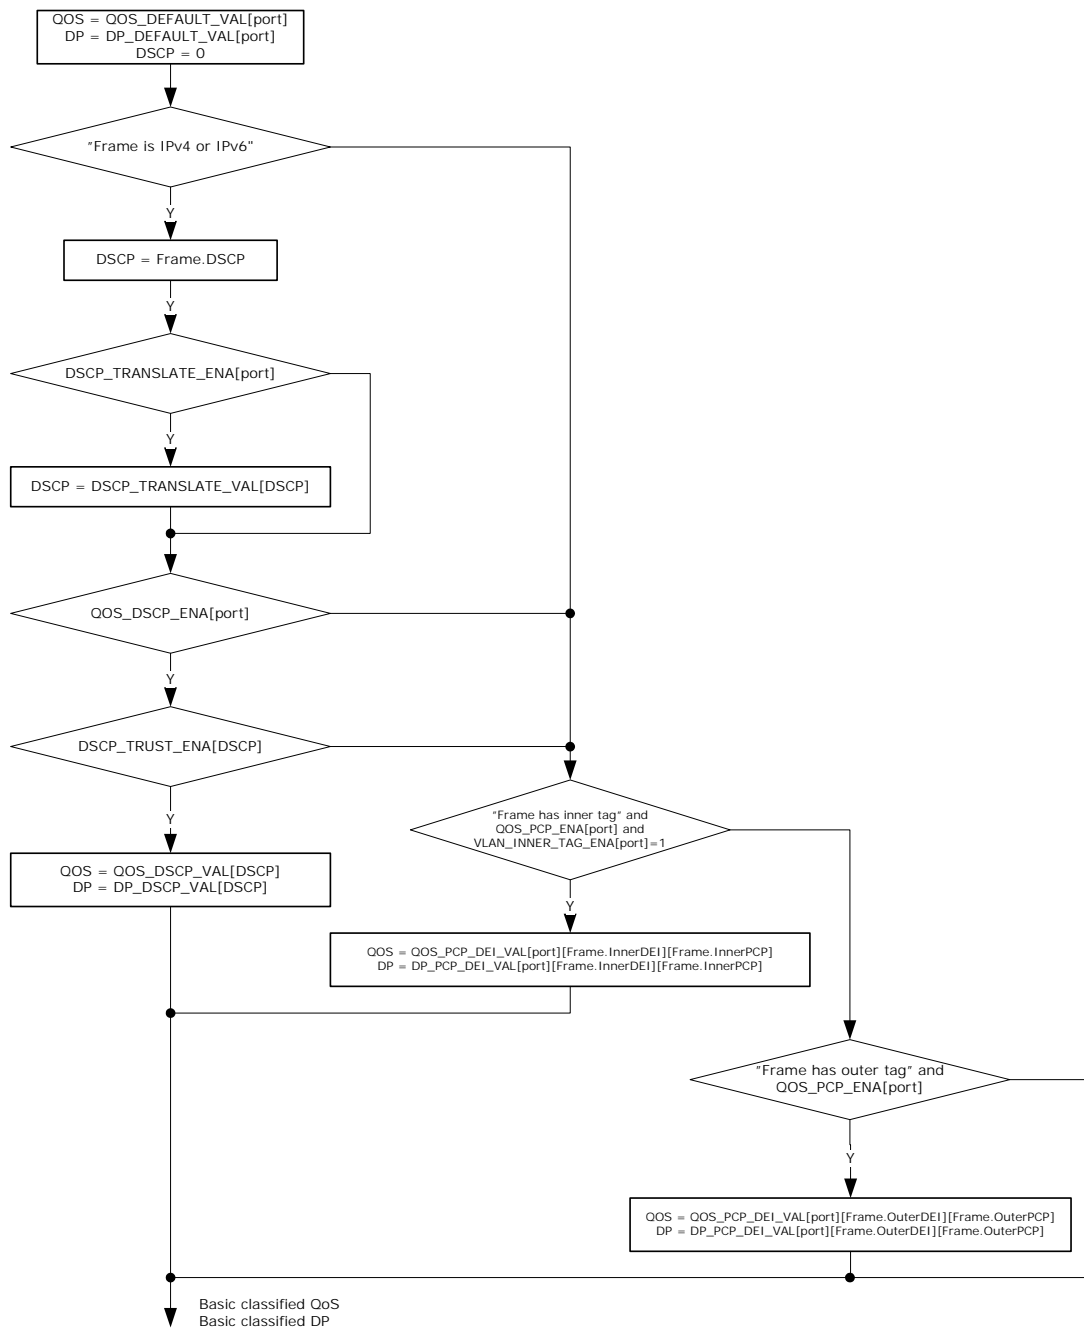 QOS = QOS_DEFAULT_VAL[port]
DP = DP_DEFAULT_VAL[port]
DSCP = 0
"Frame is IPv4 or IPv6"
Y
DSCP = Frame.DSCP
Y
DSCP_TRANSLATE_ENA[port]
Y
DSCP = DSCP_TRANSLATE_VAL[DSCP]
QOS_DSCP_ENA[port]
Y
DSCP_TRUST_ENA[DSCP]
Y
"Frame has inner tag" and
QOS_PCP_ENA[port] and
VLAN_INNER_TAG_ENA[port]=1
QOS = QOS_DSCP_VAL[DSCP]
DP = DP_DSCP_VAL[DSCP]
Y
QOS = QOS_PCP_DEI_VAL[port][Frame.InnerDEI][Frame.InnerPCP]
DP = DP_PCP_DEI_VAL[port][Frame.InnerDEI][Frame.InnerPCP]
"Frame has outer tag" and
QOS_PCP_ENA[port]
Y
QOS = QOS_PCP_DEI_VAL[port][Frame.OuterDEI][Frame.OuterPCP]
DP = DP_PCP_DEI_VAL[port][Frame.OuterDEI][Frame.OuterPCP]
Basic classified QoS
Basic classified DP